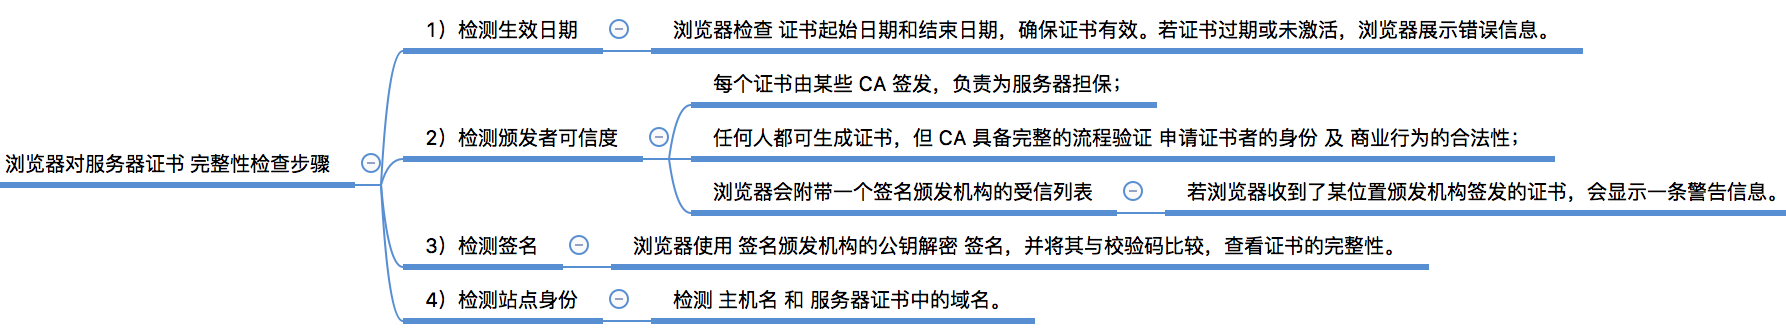 浏览器对服务器证书 完整性检查步骤
1）检测生效日期
浏览器检查 证书起始日期和结束日期，确保证书有效。若证书过期或未激活，浏览器展示错误信息。
2）检测颁发者可信度
每个证书由某些 CA 签发，负责为服务器担保；
任何人都可生成证书，但 CA 具备完整的流程验证 申请证书者的身份 及 商业行为的合法性；
浏览器会附带一个签名颁发机构的受信列表
若浏览器收到了某位置颁发机构签发的证书，会显示一条警告信息。
3）检测签名
浏览器使用 签名颁发机构的公钥解密 签名，并将其与校验码比较，查看证书的完整性。
4）检测站点身份
检测 主机名 和 服务器证书中的域名。